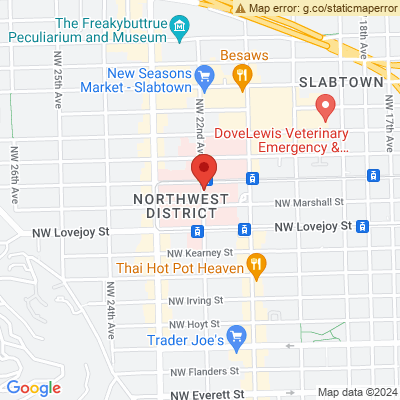 Map error: g.co/staticmaperror
The Freakybuttrue
Peculiarium and Museum
Besaws
New Seasons
Market - Slabtown
SLABTOWN
NW 25th Ave
NW 22nd Ave
NW 18th Ave
NW 17th Ave
DoveLewis Veterinary
Emergency &...
NW 26th Ave
NORTHWEST
DISTRICT
NW Marshall St
NW Lovejoy St
NW Lovejoy St
NW Kearney St
Thai Hot Pot Heaven
NW 24th Ave
NW Irving St
NW Hoyt St
Trader Joe's
NW Flanders St
NW Everett St
Google
Map data ©2024